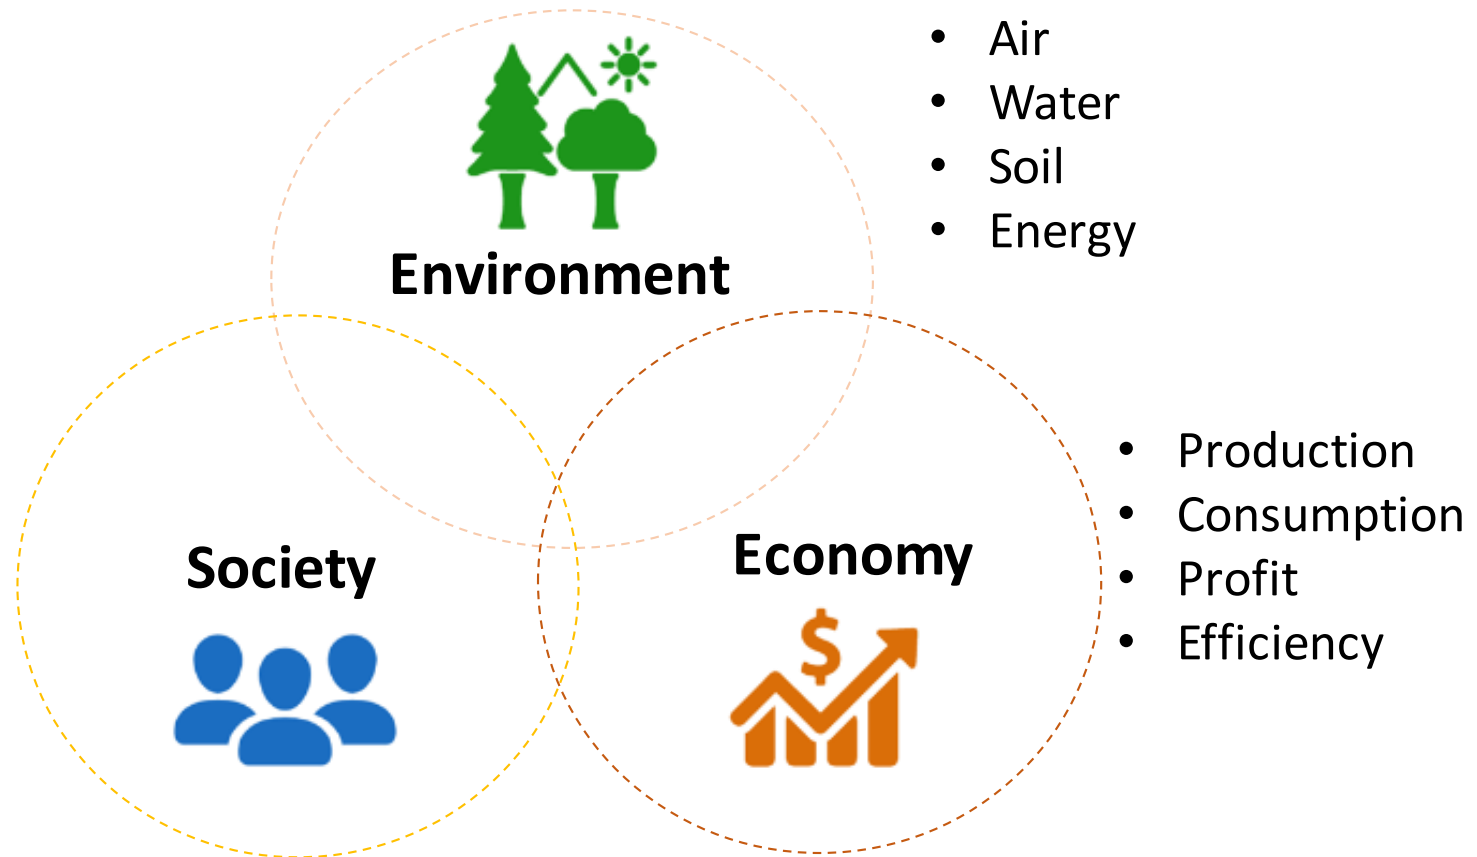 • Air
• Water
• Soil
• Energy
Environment
• Production
• Consumption
• Profit
• Efficiency
Society
Economy
$